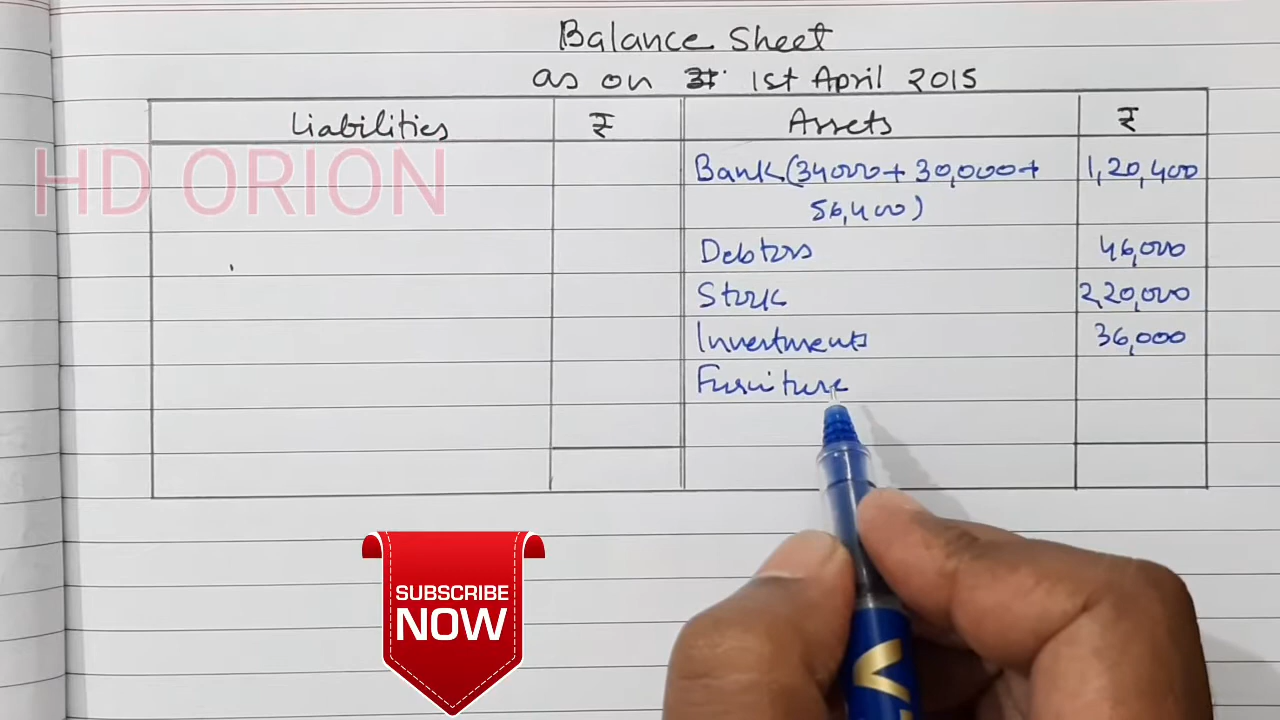 Balance Sheet
as on 1st April 2015
Liabilities ₹ Assets ₹
HD ORION
Bank (34000 + 30,000 + 1,20,400
56,400)
Debtors 46,000
Stock 2,20,000
Investments 36,000
Furniture
SUBSCRIBE
NOW